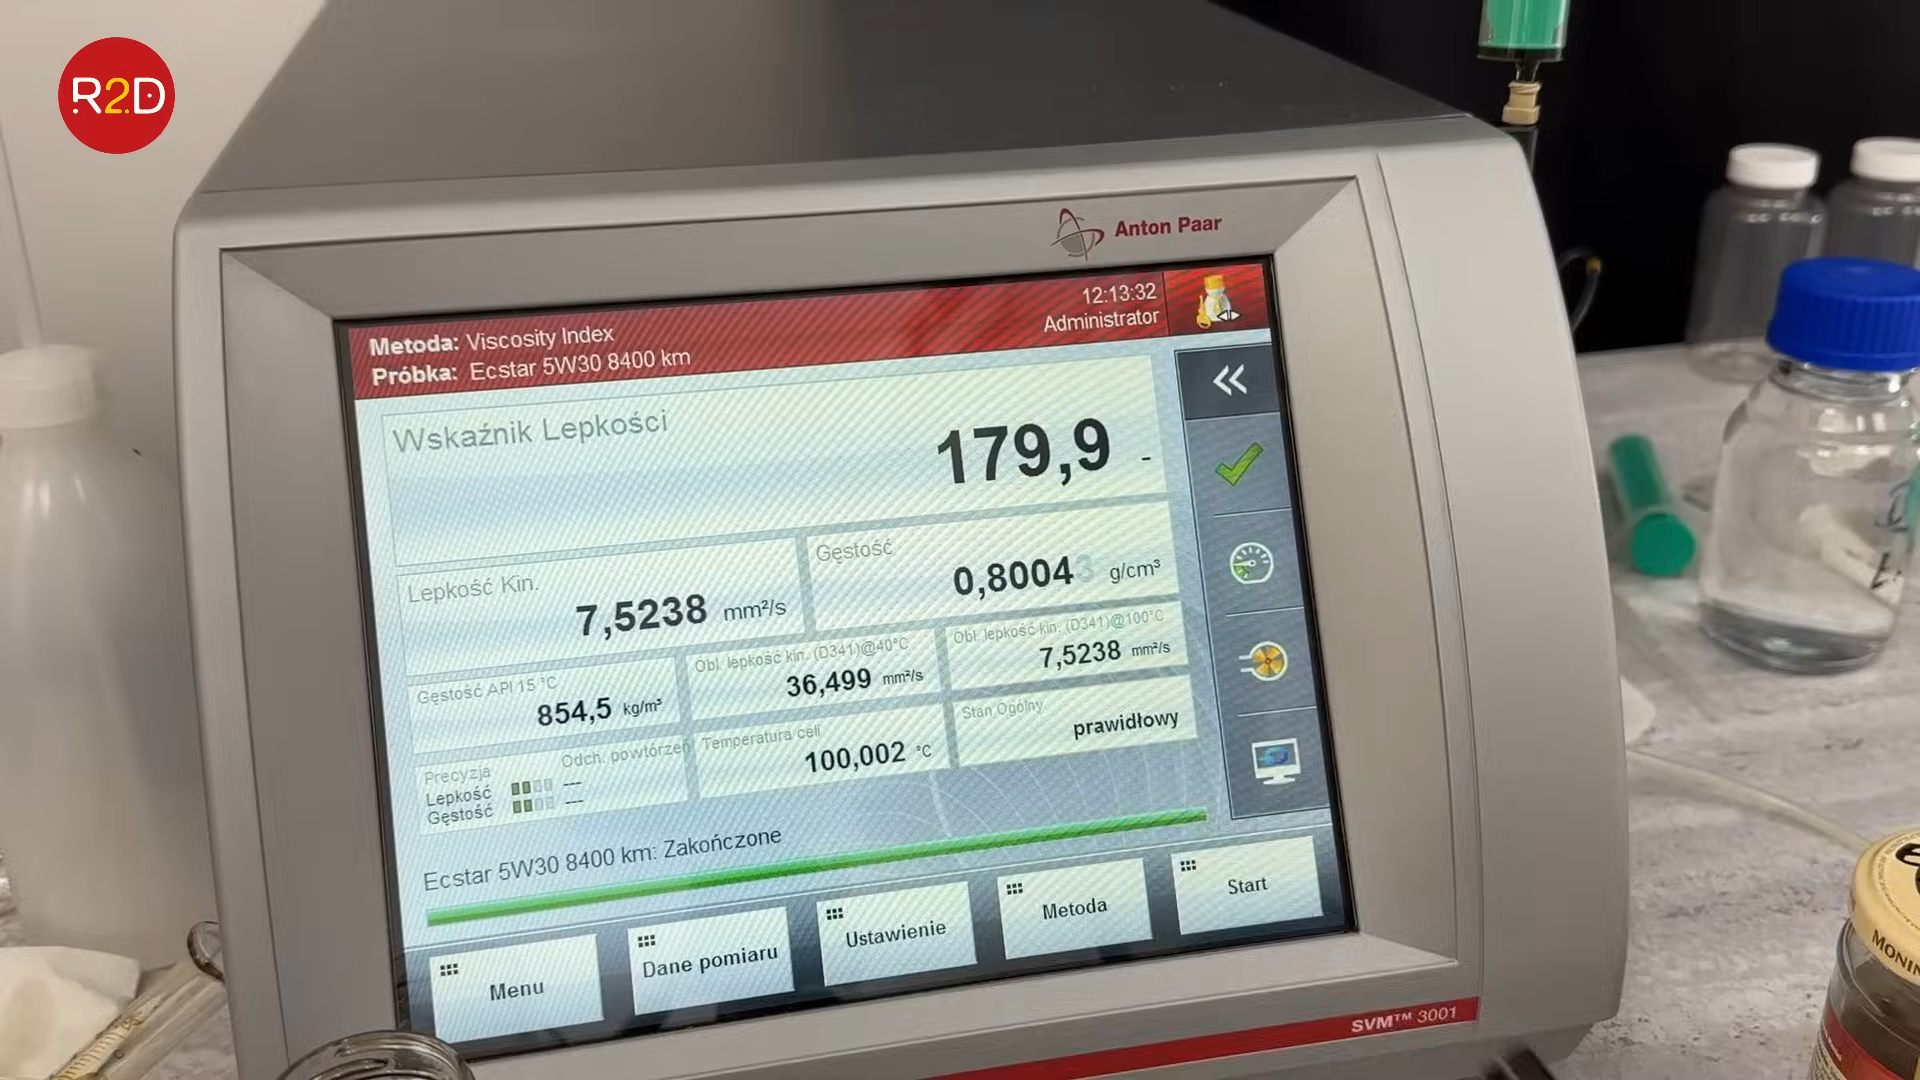 R2D
Anton Paar
12:13:32
Administrator
Metoda: Viscosity Index
Próbka: Ecstar 5W30 8400 km
Wskaźnik Lepkości
179,9 -
Lepkość Kin.
7,5238 mm²/s
Gęstość
0,80043 g/cm³
Gęstość API 15 °C
854,5 kg/m³
Obl. lepkość kin. (D341)@40°C
36,499 mm²/s
Obl. lepkość kin. (D341)@100°C
7,5238 mm²/s
Precyzja
Odch. powtórzeń
Lepkość ---
Gęstość ---
Temperatura celi
100,002 °C
Stan Ogólny
prawidłowy
Ecstar 5W30 8400 km: Zakończone
Menu
Dane pomiaru
Ustawienie
Metoda
Start
SVM™ 3001